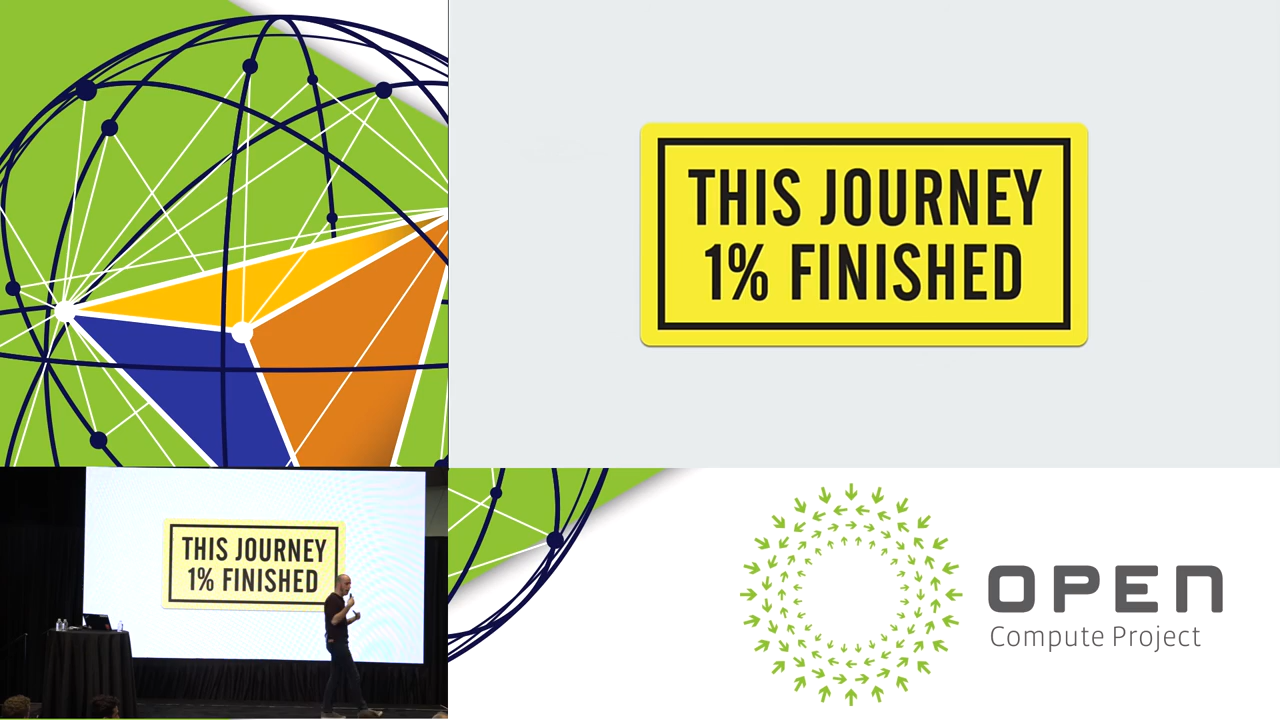 THIS JOURNEY
1% FINISHED
THIS JOURNEY
1% FINISHED
OPEN
Compute Project